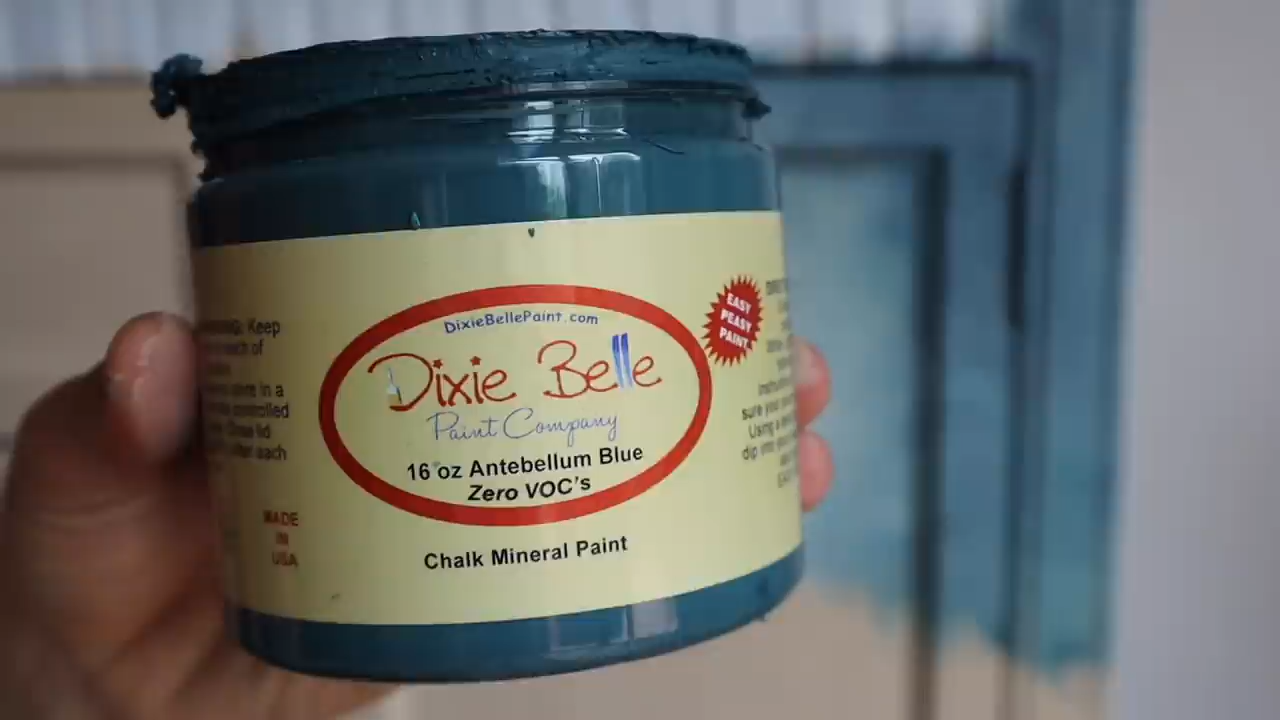 DixieBellePaint.com
Dixie Belle
Paint Company
16 oz Antebellum Blue
Zero VOC's
Chalk Mineral Paint
EASY
PEASY
PAINT
Keep
of
in a
controlled
lid
each
MADE
IN
USA
sure
Using a
dip